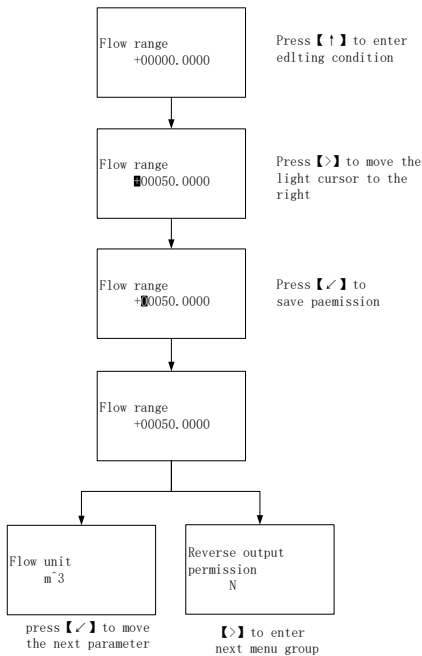 Flow range
+00000.0000
Press【↑】to enter
edlting condition
Flow range
+00050.0000
Press【>】to move the
light cursor to the
right
Flow range
+00050.0000
Press【↙】to
save paemission
Flow range
+00050.0000
Flow unit
m^3
press【↙】to move
the next parameter
Reverse output
permission
N
【>】to enter
next menu group